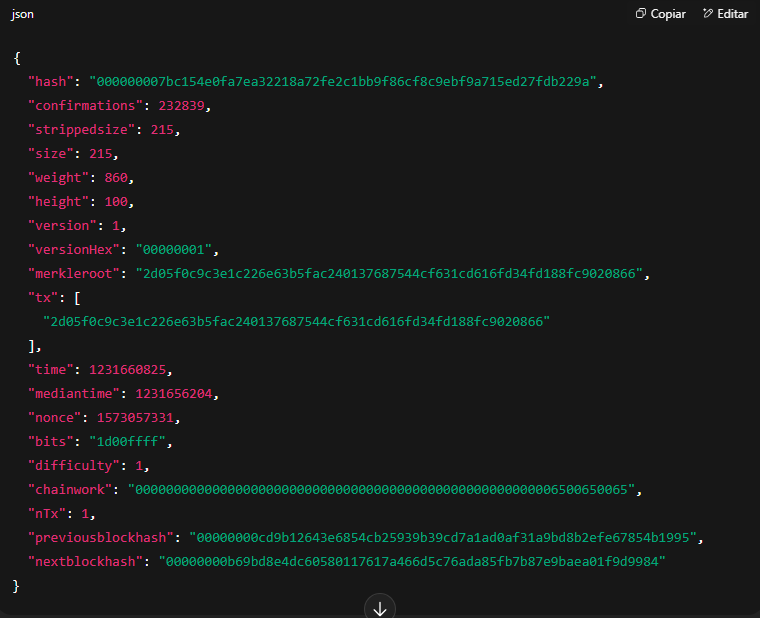 json
Copiar
Editar
{
"hash": "000000007bc154e0fa7ea32218a72fe2c1bb9f86cf8c9ebf9a715ed27fdb229a",
"confirmations": 232839,
"strippedsize": 215,
"size": 215,
"weight": 860,
"height": 100,
"version": 1,
"versionHex": "00000001",
"merkleroot": "2d05f0c9c3e1c226e63b5fac240137687544cf631cd616fd34fd188fc9020866",
"tx": [
"2d05f0c9c3e1c226e63b5fac240137687544cf631cd616fd34fd188fc9020866"
],
"time": 1231660825,
"mediantime": 1231656204,
"nonce": 1573057331,
"bits": "1d00ffff",
"difficulty": 1,
"chainwork": "0000000000000000000000000000000000000000000000000000006500650065",
"nTx": 1,
"previousblockhash": "00000000cd9b12643e6854cb25939b39cd7a1ad0af31a9bd8b2efe67854b1995",
"nextblockhash": "00000000b69bd8e4dc60580117617a466d5c76ada85fb7b87e9baea01f9d9984"
}